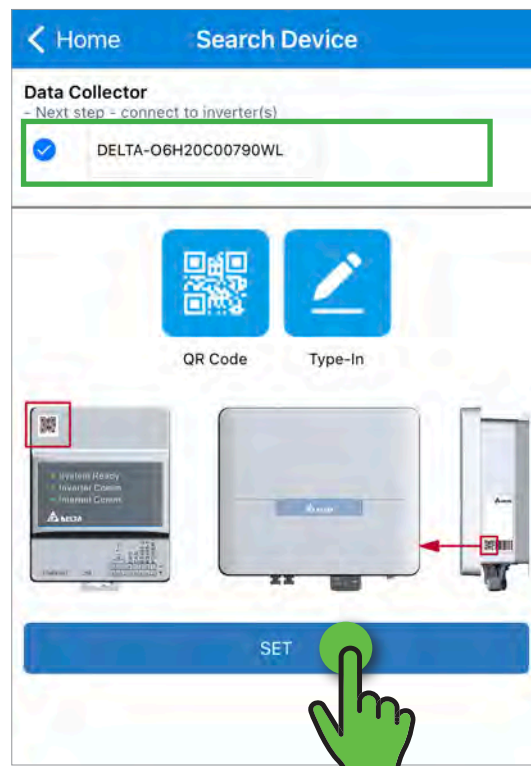 Home
Search Device
Data Collector
- Next step - connect to inverter(s)
DELTA-O6H20C00790WL
QR Code
Type-In
System Ready
Inverter Comm
Internal Comm
DELTA
SET